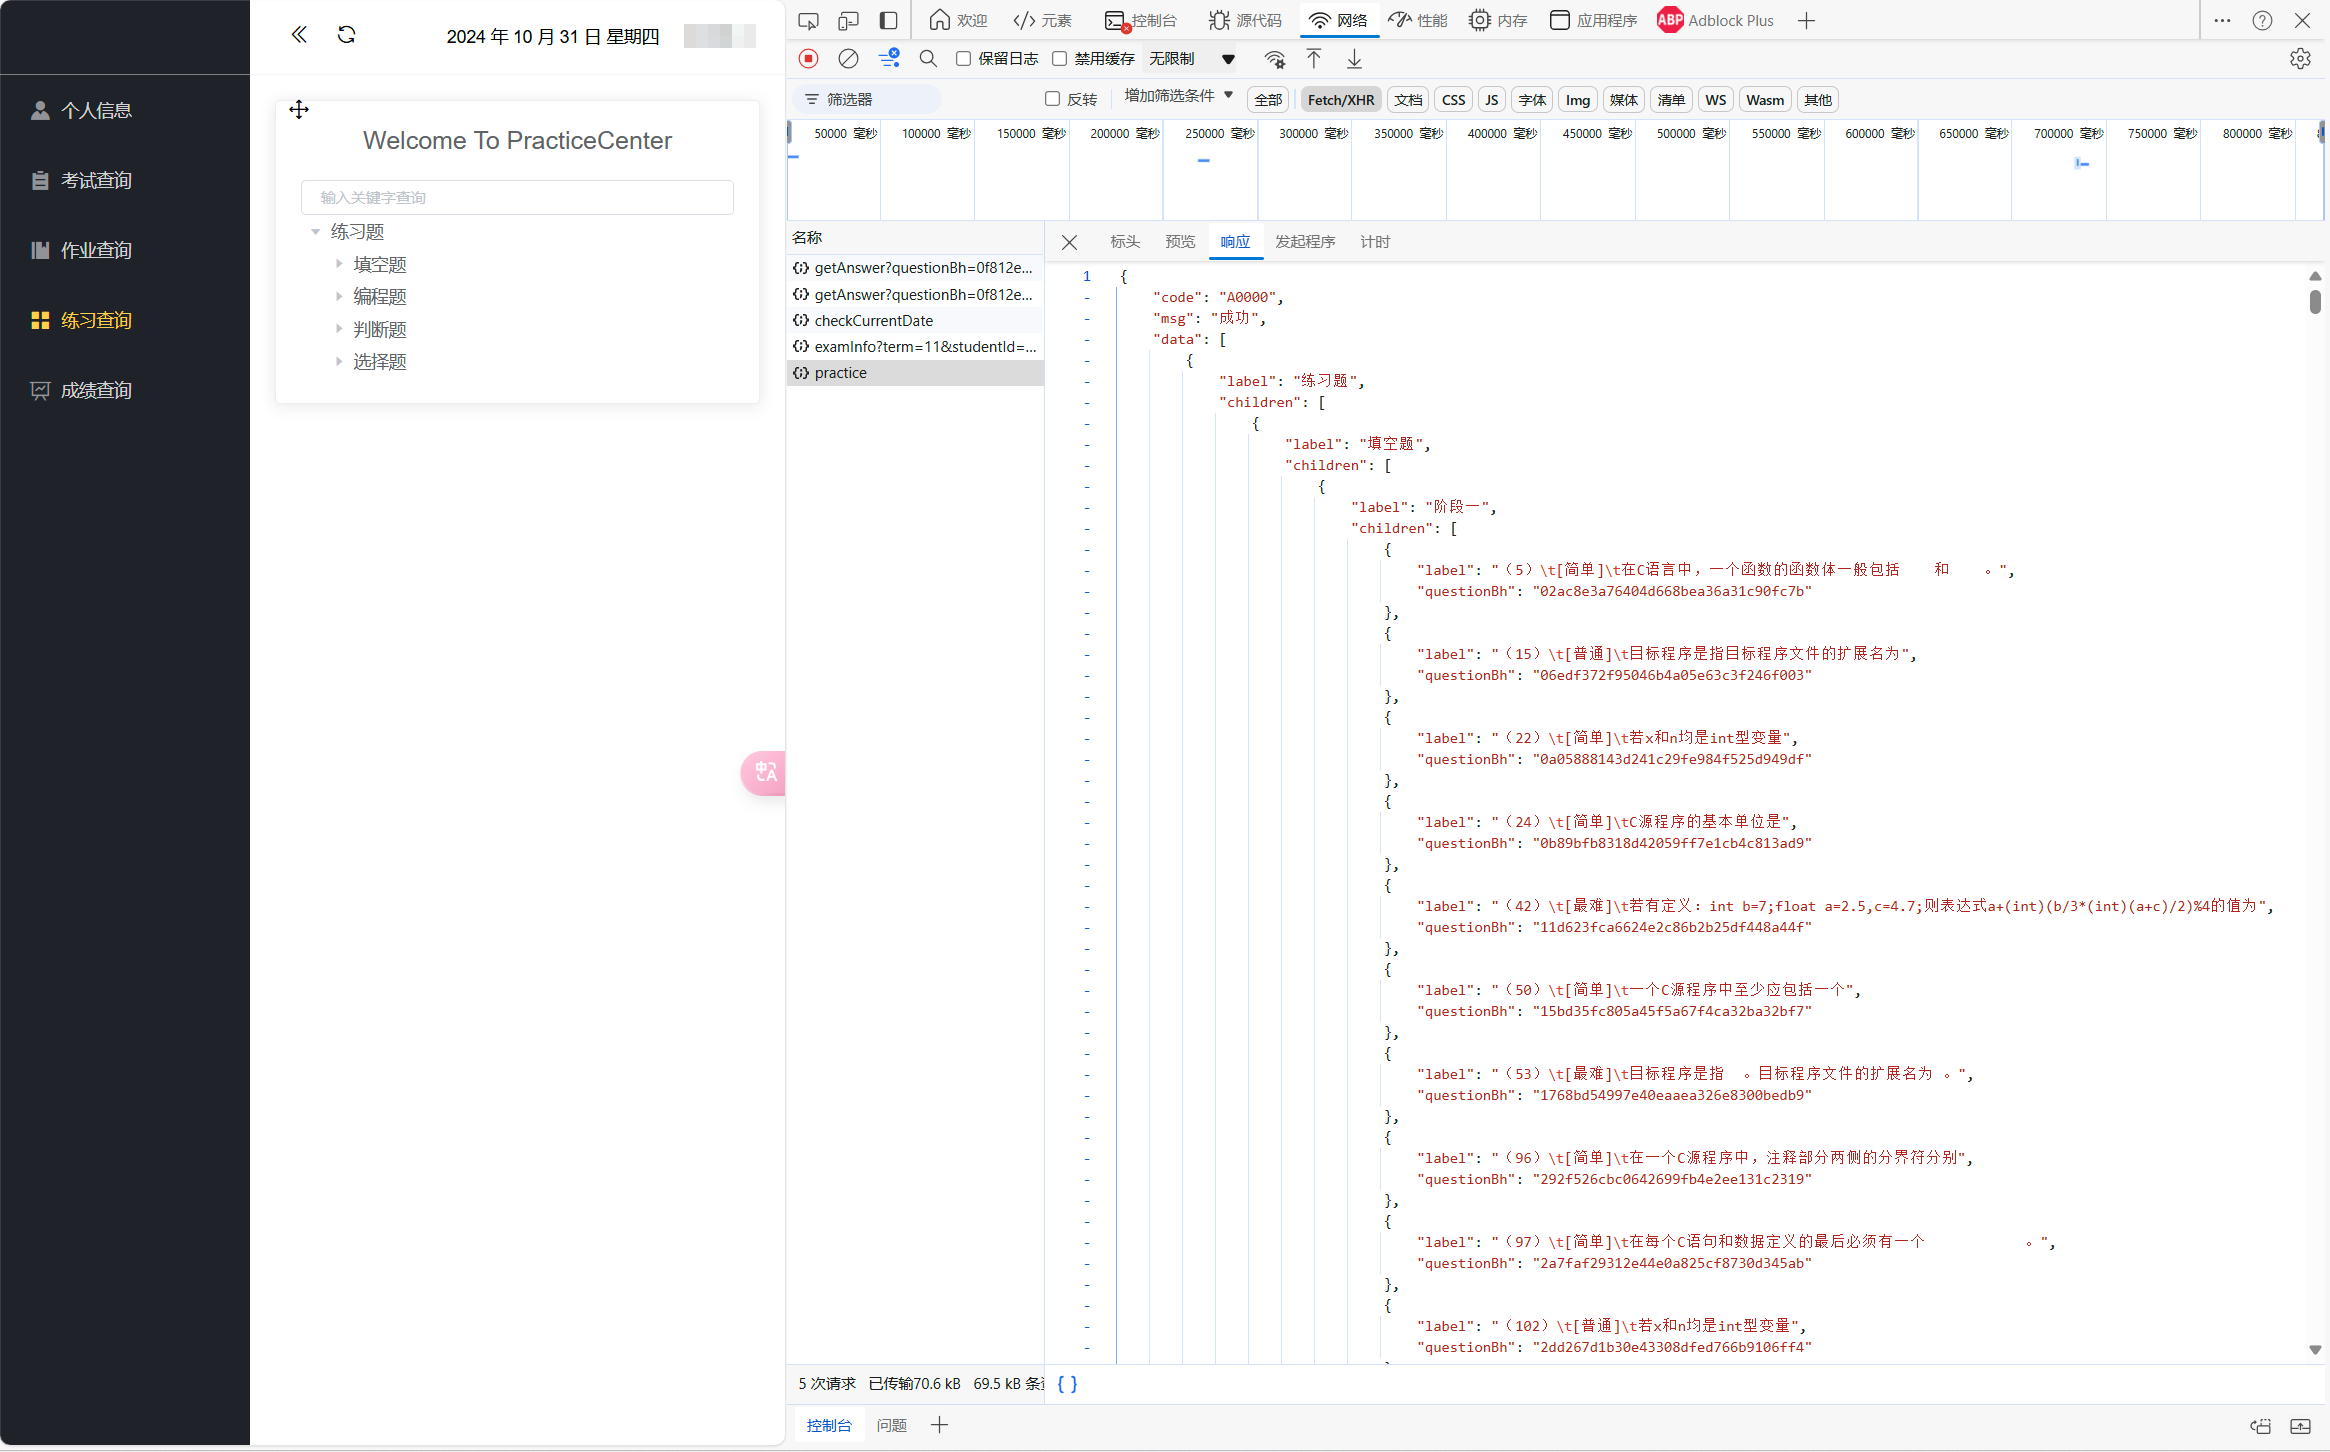 2024 年 10 月 31 日 星期四
个人信息
考试查询
作业查询
练习查询
成绩查询
Welcome To PracticeCenter
输入关键字查询
练习题
填空题
编程题
判断题
选择题
中A
欢迎 元素 控制台 源代码 网络 性能 内存 应用程序 ABP Adblock Plus
保留日志 禁用缓存 无限制
筛选器 反转 增加筛选条件 全部 Fetch/XHR 文档 CSS JS 字体 Img 媒体 清单 WS Wasm 其他
50000 毫秒 100000 毫秒 150000 毫秒 200000 毫秒 250000 毫秒 300000 毫秒 350000 毫秒 400000 毫秒 450000 毫秒 500000 毫秒 550000 毫秒 600000 毫秒 650000 毫秒 700000 毫秒 750000 毫秒 800000 毫秒
名称
getAnswer?questionBh=0f812e...
getAnswer?questionBh=0f812e...
checkCurrentDate
examInfo?term=11&studentId=...
practice
标头 预览 响应 发起程序 计时
1 {
- "code": "A0000",
- "msg": "成功",
- "data": [
- {
- "label": "练习题",
- "children": [
- {
- "label": "填空题",
- "children": [
- {
- "label": "阶段一",
- "children": [
- {
- "label": "（5）\t[简单]\t在C语言中，一个函数的函数体一般包括    和    。",
- "questionBh": "02ac8e3a76404d668bea36a31c90fc7b"
- },
- {
- "label": "（15）\t[普通]\t目标程序是指目标程序文件的扩展名为",
- "questionBh": "06edf372f95046b4a05e63c3f246f003"
- },
- {
- "label": "（22）\t[简单]\t若x和n均是int型变量",
- "questionBh": "0a05888143d241c29fe984f525d949df"
- },
- {
- "label": "（24）\t[简单]\tC源程序的基本单位是",
- "questionBh": "0b89bfb8318d42059ff7e1cb4c813ad9"
- },
- {
- "label": "（42）\t[最难]\t若有定义：int b=7;float a=2.5,c=4.7;则表达式a+(int)(b/3*(int)(a+c)/2)%4的值为",
- "questionBh": "11d623fca6624e2c86b2b25df448a44f"
- },
- {
- "label": "（50）\t[简单]\t一个C源程序中至少应包括一个",
- "questionBh": "15bd35fc805a45f5a67f4ca32ba32bf7"
- },
- {
- "label": "（53）\t[最难]\t目标程序是指  。目标程序文件的扩展名为 。",
- "questionBh": "1768bd54997e40eaaea326e8300bedb9"
- },
- {
- "label": "（96）\t[简单]\t在一个C源程序中，注释部分两侧的分界符分别",
- "questionBh": "292f526cbc0642699fb4e2ee131c2319"
- },
- {
- "label": "（97）\t[简单]\t在每个C语句和数据定义的最后必须有一个            。",
- "questionBh": "2a7faf29312e44e0a825cf8730d345ab"
- },
- {
- "label": "（102）\t[普通]\t若x和n均是int型变量",
- "questionBh": "2dd267d1b30e43308dfed766b9106ff4"
5 次请求 已传输70.6 kB 69.5 kB 条 { }
控制台 问题